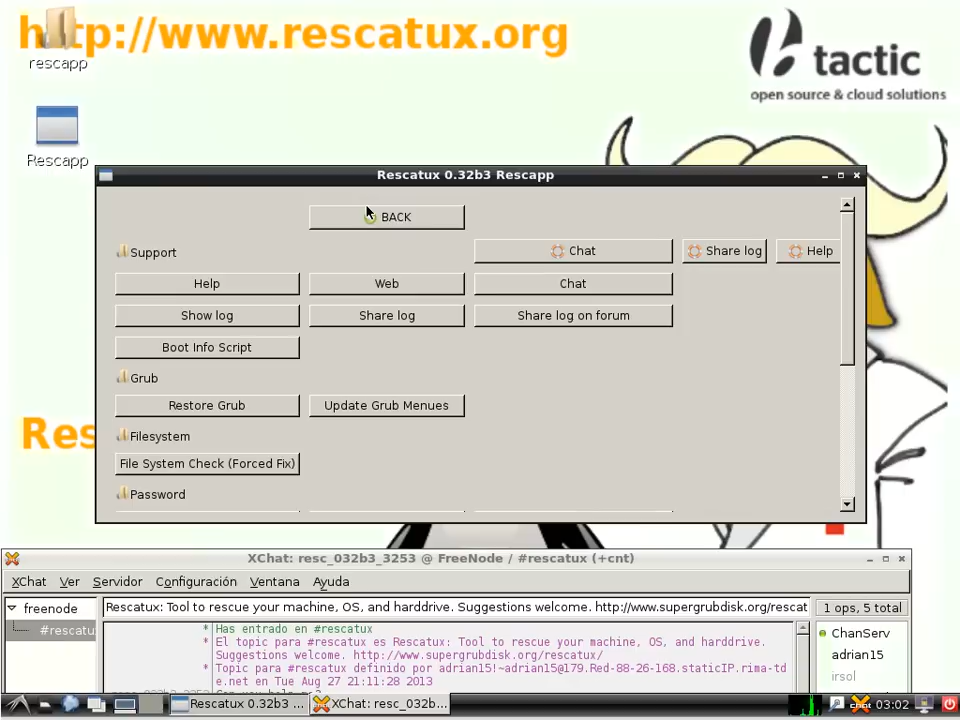 http://www.rescatux.org
rescapp
tactic
open source & cloud solutions
Rescapp
Rescatux 0.32b3 Rescapp
BACK
Support
Chat
Share log
Help
Help
Web
Chat
Show log
Share log
Share log on forum
Boot Info Script
Grub
Restore Grub
Update Grub Menues
Res
Filesystem
File System Check (Forced Fix)
Password
XChat: resc_032b3_3253 @ FreeNode / #rescatux (+cnt)
XChat Ver Servidor Configuración Ventana Ayuda
freenode
Rescatux: Tool to rescue your machine, OS, and harddrive. Suggestions welcome. http://www.supergrubdisk.org/rescat
1 ops, 5 total
#rescatu
* Has entrado en #rescatux
* El topic para #rescatux es Rescatux: Tool to rescue your machine, OS, and harddrive.
Suggestions welcome. http://www.supergrubdisk.org/rescatux/
* Topic para #rescatux definido por adrian15!~adrian15@179.Red-88-26-168.staticIP.rima-td
e.net en Tue Aug 27 21:11:28 2013
ChanServ
adrian15
irsol
Rescatux 0.32b3 ...
XChat: resc_032b...
chat
03:02